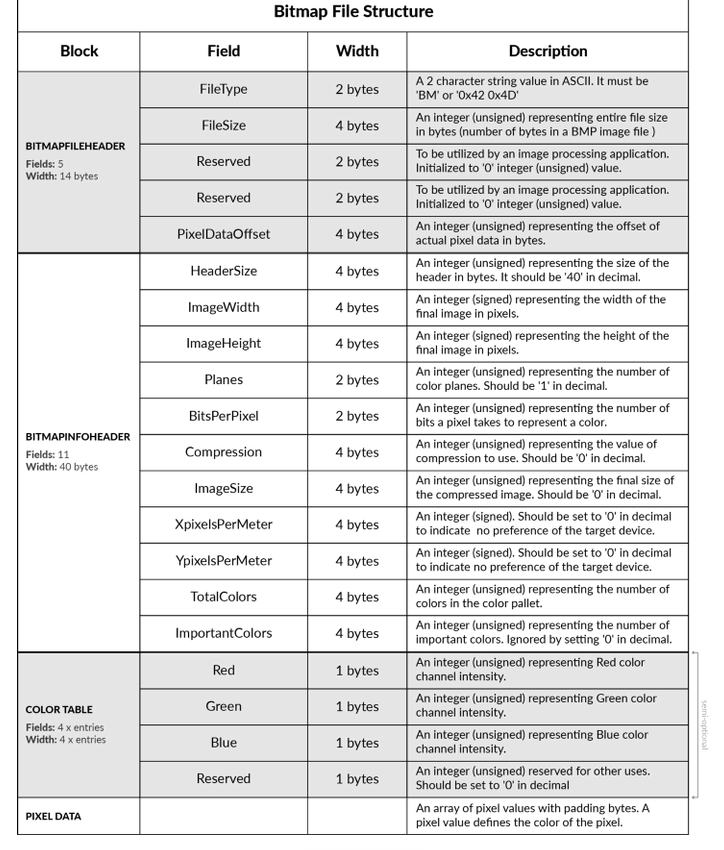 Bitmap File Structure
Block Field Width Description
BITMAPFILEHEADER
Fields: 5
Width: 14 bytes
FileType 2 bytes A 2 character string value in ASCII. It must be
'BM' or '0x42 0x4D'
FileSize 4 bytes An integer (unsigned) representing entire file size
in bytes (number of bytes in a BMP image file )
Reserved 2 bytes To be utilized by an image processing application.
Initialized to '0' integer (unsigned) value.
Reserved 2 bytes To be utilized by an image processing application.
Initialized to '0' integer (unsigned) value.
PixelDataOffset 4 bytes An integer (unsigned) representing the offset of
actual pixel data in bytes.
BITMAPINFOHEADER
Fields: 11
Width: 40 bytes
HeaderSize 4 bytes An integer (unsigned) representing the size of the
header in bytes. It should be '40' in decimal.
ImageWidth 4 bytes An integer (signed) representing the width of the
final image in pixels.
ImageHeight 4 bytes An integer (signed) representing the height of the
final image in pixels.
Planes 2 bytes An integer (unsigned) representing the number of
color planes. Should be '1' in decimal.
BitsPerPixel 2 bytes An integer (unsigned) representing the number of
bits a pixel takes to represent a color.
Compression 4 bytes An integer (unsigned) representing the value of
compression to use. Should be '0' in decimal.
ImageSize 4 bytes An integer (unsigned) representing the final size of
the compressed image. Should be '0' in decimal.
XpixelsPerMeter 4 bytes An integer (signed). Should be set to '0' in decimal
to indicate no preference of the target device.
YpixelsPerMeter 4 bytes An integer (signed). Should be set to '0' in decimal
to indicate no preference of the target device.
TotalColors 4 bytes An integer (unsigned) representing the number of
colors in the color pallet.
ImportantColors 4 bytes An integer (unsigned) representing the number of
important colors. Ignored by setting '0' in decimal.
COLOR TABLE
Fields: 4 x entries
Width: 4 x entries
Red 1 bytes An integer (unsigned) representing Red color
channel intensity.
Green 1 bytes An integer (unsigned) representing Green color
channel intensity.
Blue 1 bytes An integer (unsigned) representing Blue color
channel intensity.
Reserved 1 bytes An integer (unsigned) reserved for other uses.
Should be set to '0' in decimal
semi-optional
PIXEL DATA An array of pixel values with padding bytes. A
pixel value defines the color of the pixel.